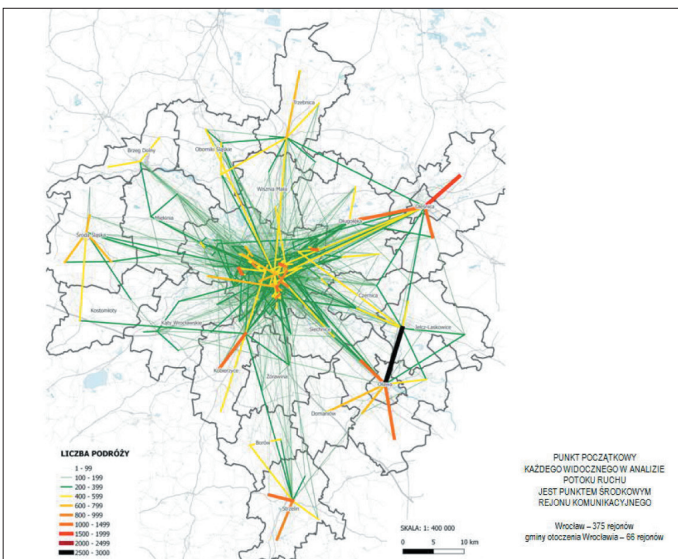 Trzebnica
Brzeg Dolny
Oborniki Śląskie
Wisznia Mała
Długołęka
Oleśnica
Miękinia
Środa Śląska
Czernica
Kostomłoty
Kąty Wrocławskie
Siechnice
Jelcz-Laskowice
Kobierzyce
Żórawina
Oława
Domaniów
Borów
Strzelin
LICZBA PODRÓŻY
1 - 99
100 - 199
200 - 399
400 - 599
600 - 799
800 - 999
1000 - 1499
1500 - 1999
2000 - 2499
2500 - 3000
SKALA: 1: 400 000
0 5 10 km
PUNKT POCZĄTKOWY
KAŻDEGO WIDOCZNEGO W ANALIZIE
POTOKU RUCHU
JEST PUNKTEM ŚRODKOWYM
REJONU KOMUNIKACYJNEGO
Wrocław – 375 rejonów
gminy otoczenia Wrocławia – 66 rejonów